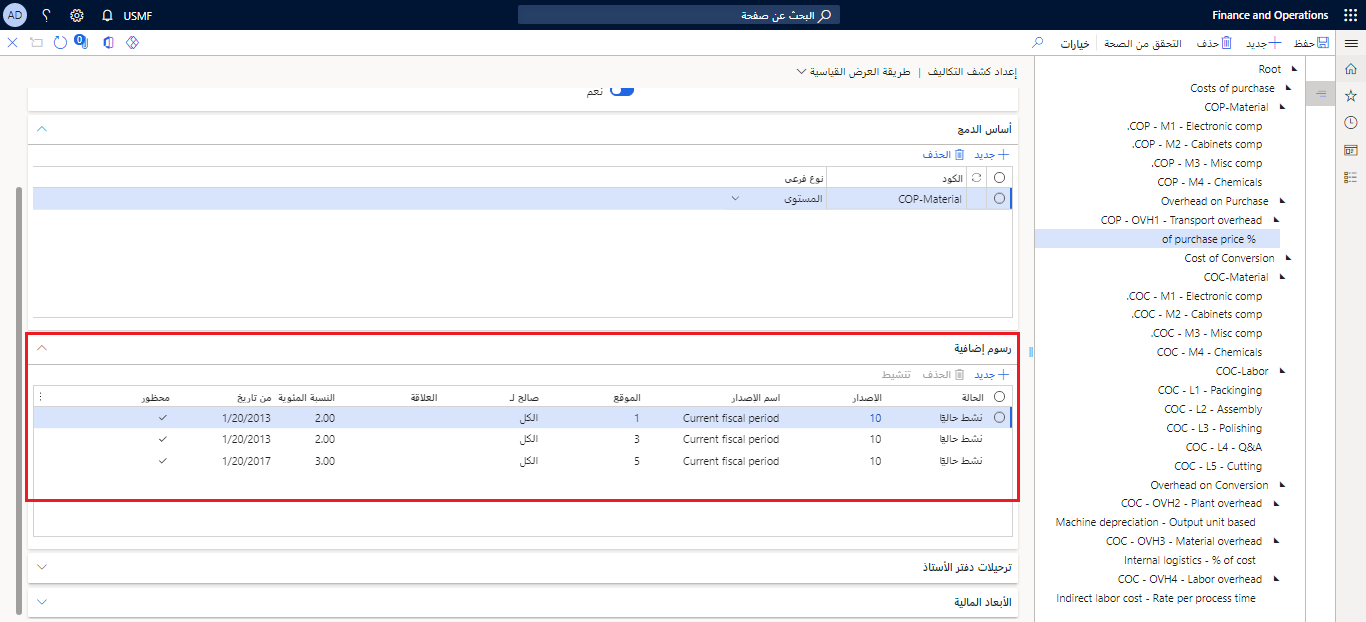 Finance and Operations
البحث عن صفحة
USMF
AD
حفظ
جديد
حذف
التحقق من الصحة
خيارات
0
Root
Costs of purchase
COP-Material
COP - M1 - Electronic comp.
COP - M2 - Cabinets comp.
COP - M3 - Misc comp.
COP - M4 - Chemicals
Overhead on Purchase
COP - OVH1 - Transport overhead
of purchase price %
Cost of Conversion
COC-Material
COC - M1 - Electronic comp.
COC - M2 - Cabinets comp.
COC - M3 - Misc comp.
COC - M4 - Chemicals
COC-Labor
COC - L1 - Packinging
COC - L2 - Assembly
COC - L3 - Polishing
COC - L4 - Q&A
COC - L5 - Cutting
Overhead on Conversion
COC - OVH2 - Plant overhead
Machine depreciation - Output unit based
COC - OVH3 - Material overhead
Internal logistics - % of cost
COC - OVH4 - Labor overhead
Indirect labor cost - Rate per process time
إعداد كشف التكاليف | طريقة العرض القياسية
نعم
أساس الدمج
جديد الحذف
الكود نوع فرعي
COP-Material المستوى
رسوم إضافية
جديد الحذف تنشيط
الحالة الاصدار اسم الاصدار الموقع صالح لـ العلاقة النسبة المئوية من تاريخ محظور
نشط حاليًا 10 Current fiscal period 1 الكل 2.00 1/20/2013
نشط حاليًا 10 Current fiscal period 3 الكل 2.00 1/20/2013
نشط حاليًا 10 Current fiscal period 5 الكل 3.00 1/20/2017
ترحيلات دفتر الأستاذ
الأبعاد المالية